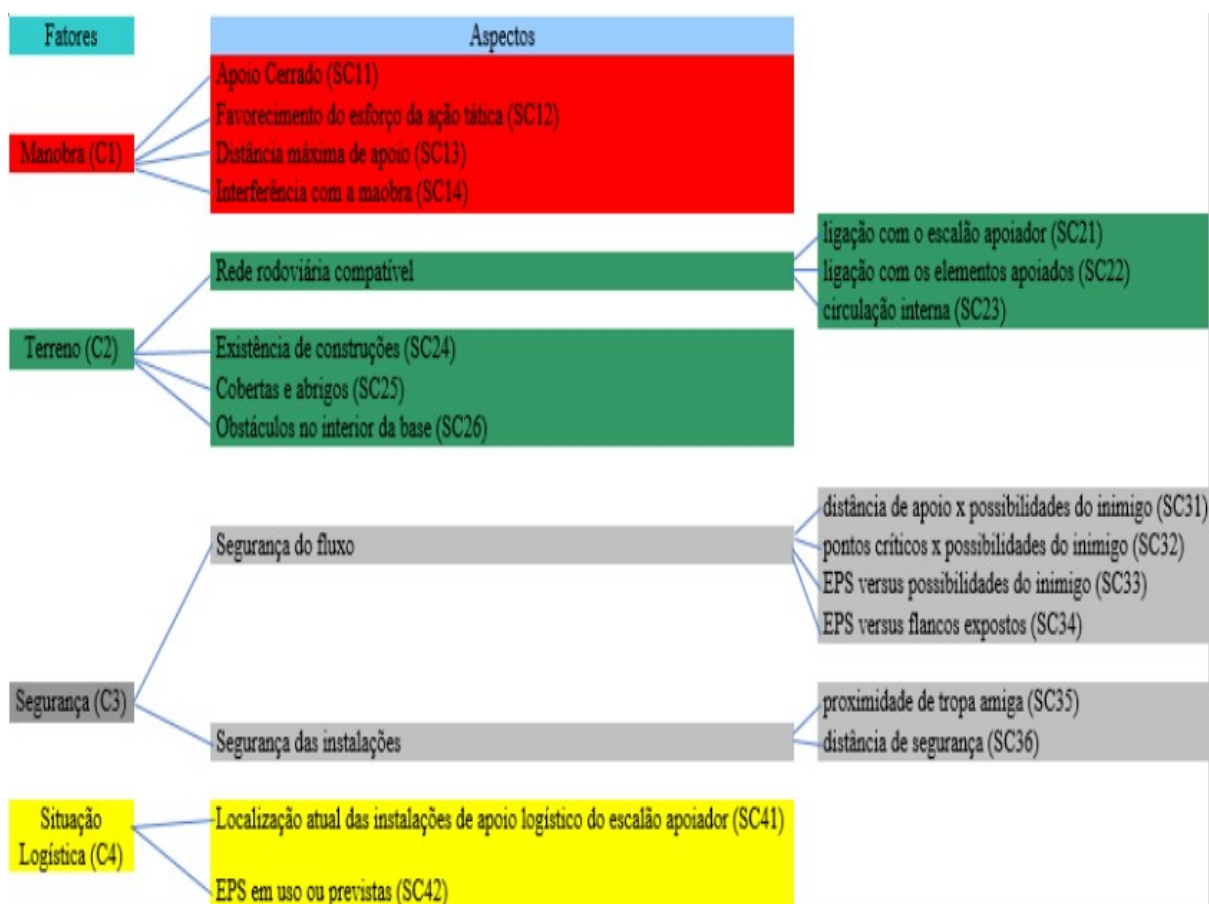 Fatores
Aspectos
Manobra (C1)
Apoio Cerrado (SC11)
Favorecimento do esforço da ação tática (SC12)
Distância máxima de apoio (SC13)
Interferência com a maobra (SC14)
Terreno (C2)
Rede rodoviária compatível
ligação com o escalão apoiador (SC21)
ligação com os elementos apoiados (SC22)
circulação interna (SC23)
Existência de construções (SC24)
Cobertas e abrigos (SC25)
Obstáculos no interior da base (SC26)
Segurança (C3)
Segurança do fluxo
distância de apoio x possibilidades do inimigo (SC31)
pontos críticos x possibilidades do inimigo (SC32)
EPS versus possibilidades do inimigo (SC33)
EPS versus flancos expostos (SC34)
Segurança das instalações
proximidade de tropa amiga (SC35)
distância de segurança (SC36)
Situação
Logística (C4)
Localização atual das instalações de apoio logístico do escalão apoiador (SC41)
EPS em uso ou previstas (SC42)